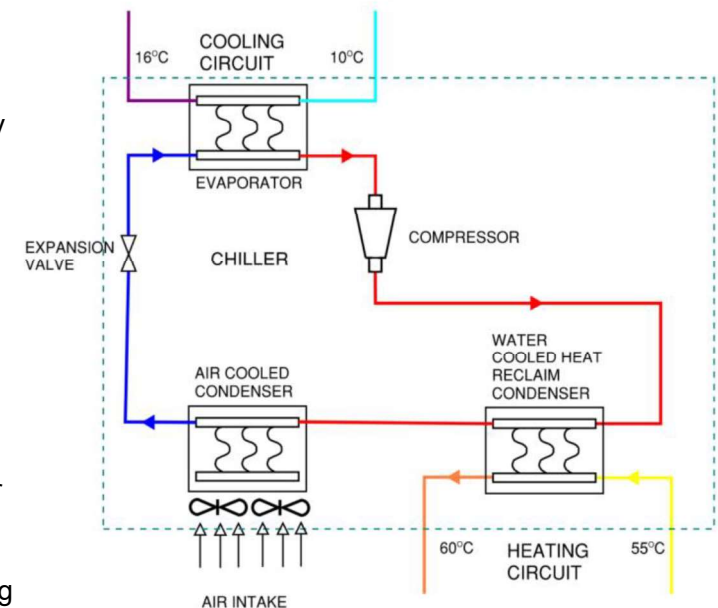 COOLING
CIRCUIT
16°C
10°C
y
EVAPORATOR
EXPANSION
VALVE
CHILLER
COMPRESSOR
WATER
COOLED HEAT
RECLAIM
CONDENSER
AIR COOLED
CONDENSER
60°C
HEATING
CIRCUIT
55°C
g
AIR INTAKE